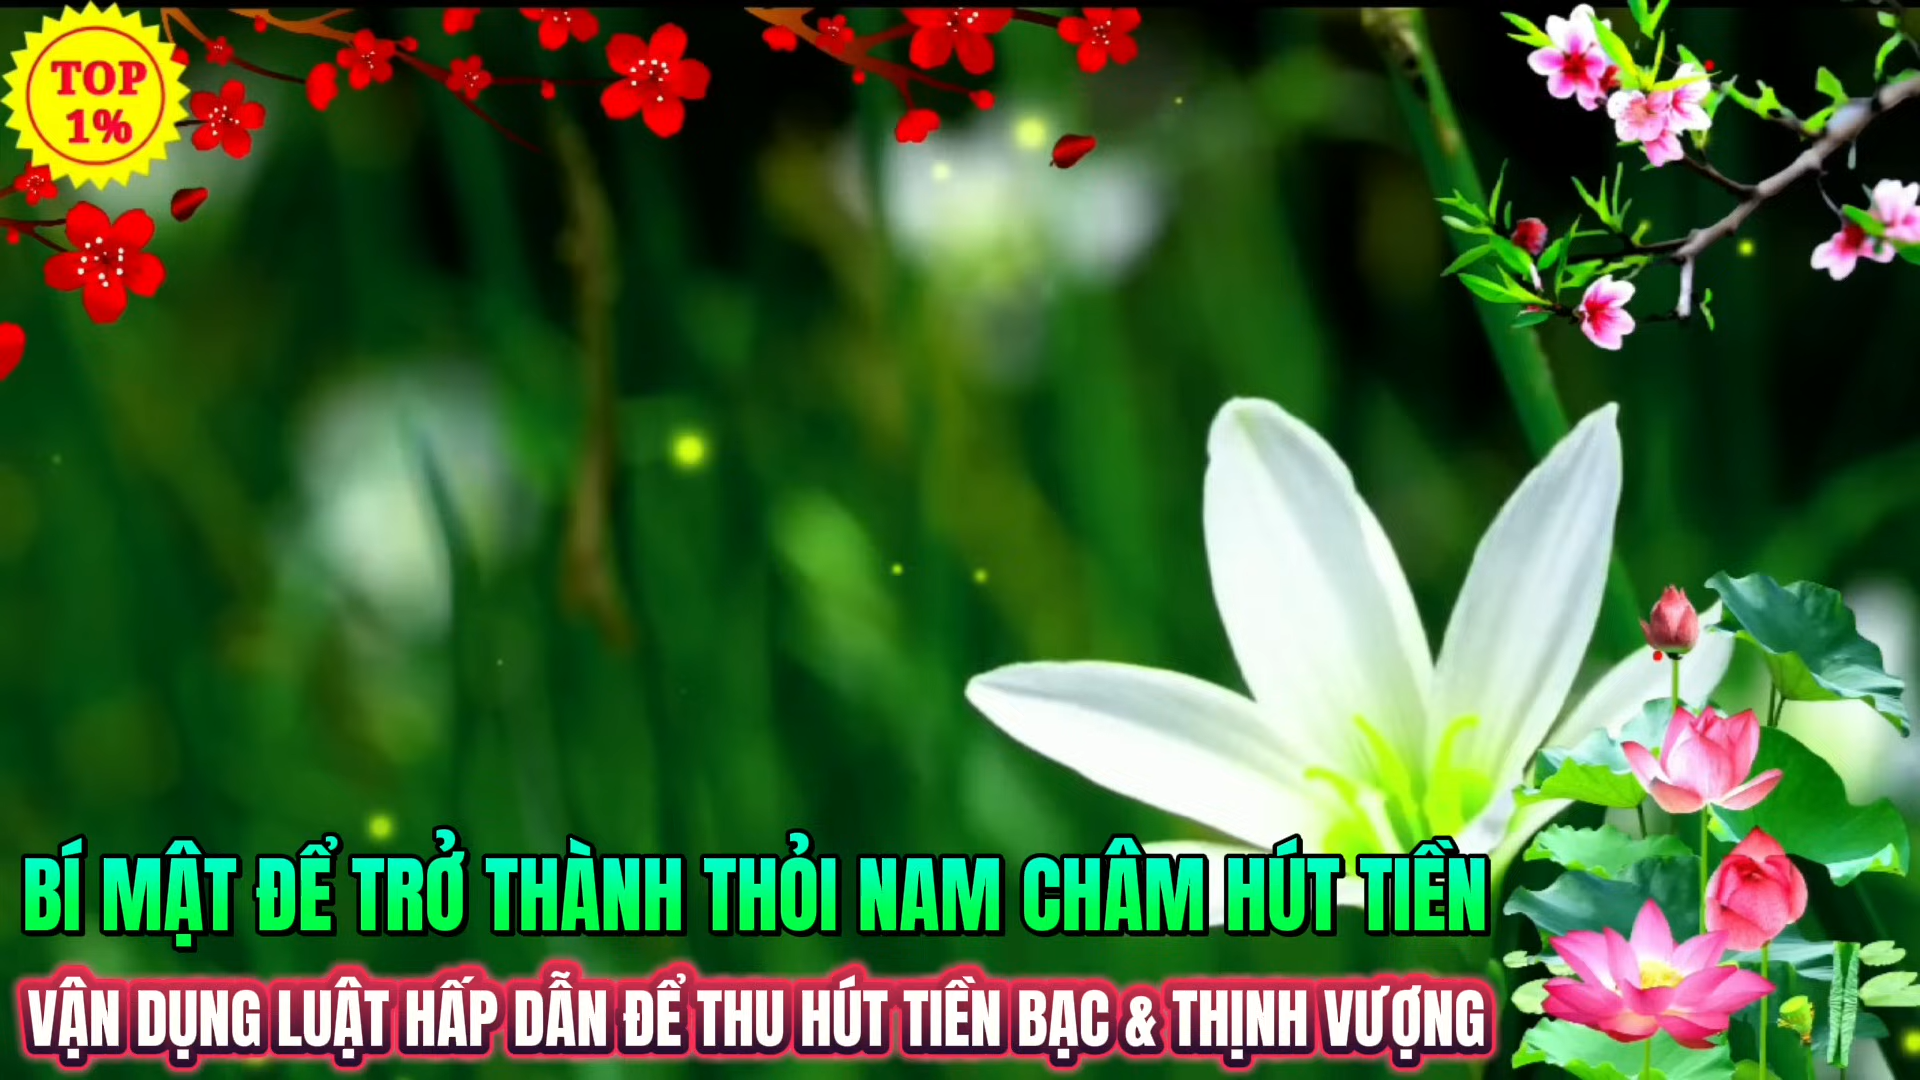 TOP
1%
BÍ MẬT ĐỂ TRỞ THÀNH THỎI NAM CHÂM HÚT TIỀN
VẬN DỤNG LUẬT HẤP DẪN ĐỂ THU HÚT TIỀN BẠC & THỊNH VƯỢNG